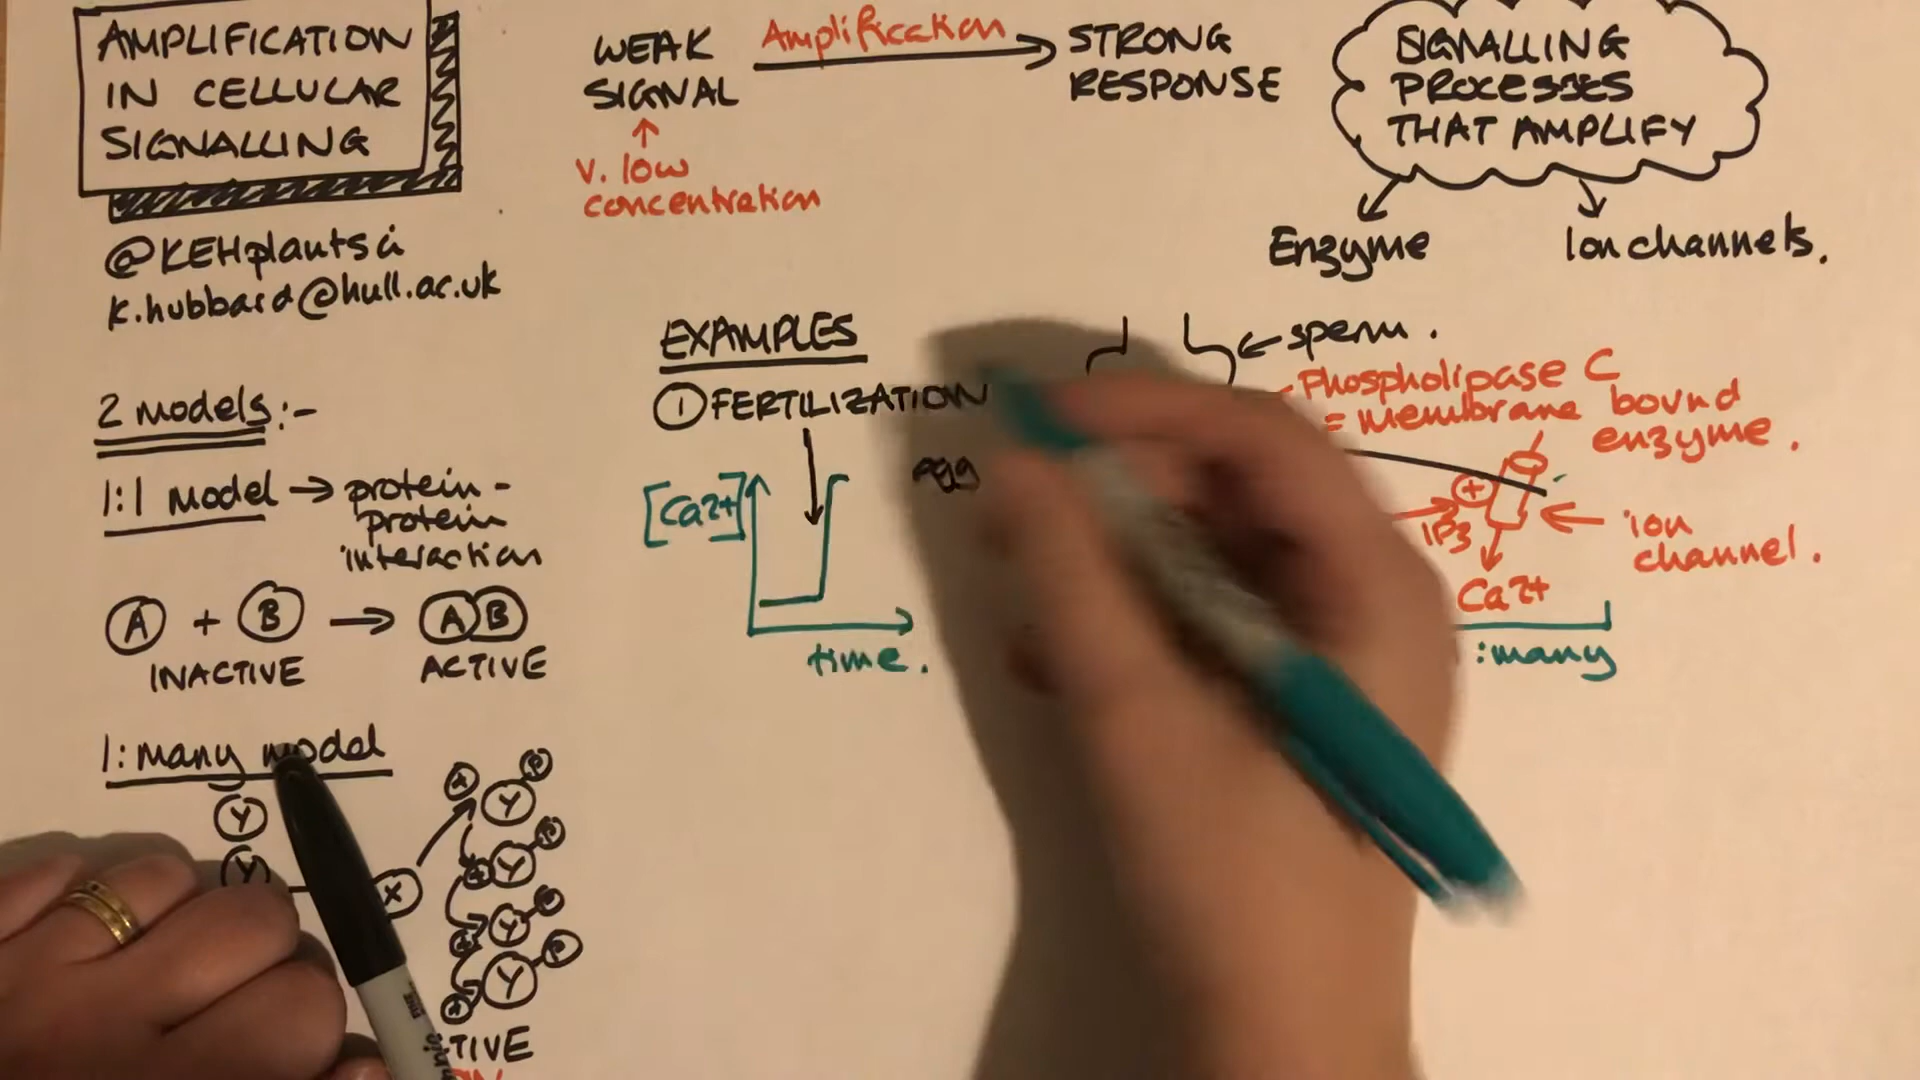 AMPLIFICATION
IN CELLULAR
SIGNALLING
@KEHplantsci
k.hubbard@hull.ac.uk
WEAK
SIGNAL
Amplification
STRONG
RESPONSE
v. low
concentration
SIGNALLING
PROCESSES
THAT AMPLIFY
Enzyme
Ion channels.
2 models:-
1:1 model → protein-
protein
interaction
A + B → AB
INACTIVE
ACTIVE
1:many model
Y
Y
X
+ Y P
+ Y P
+ Y P
+ Y P
TIVE
EXAMPLES
① FERTILIZATION
[Ca2+]
time.
egg
sperm.
Phospholipase C
= membrane bound
enzyme.
+
IP3
ion
channel.
Ca2+
:many